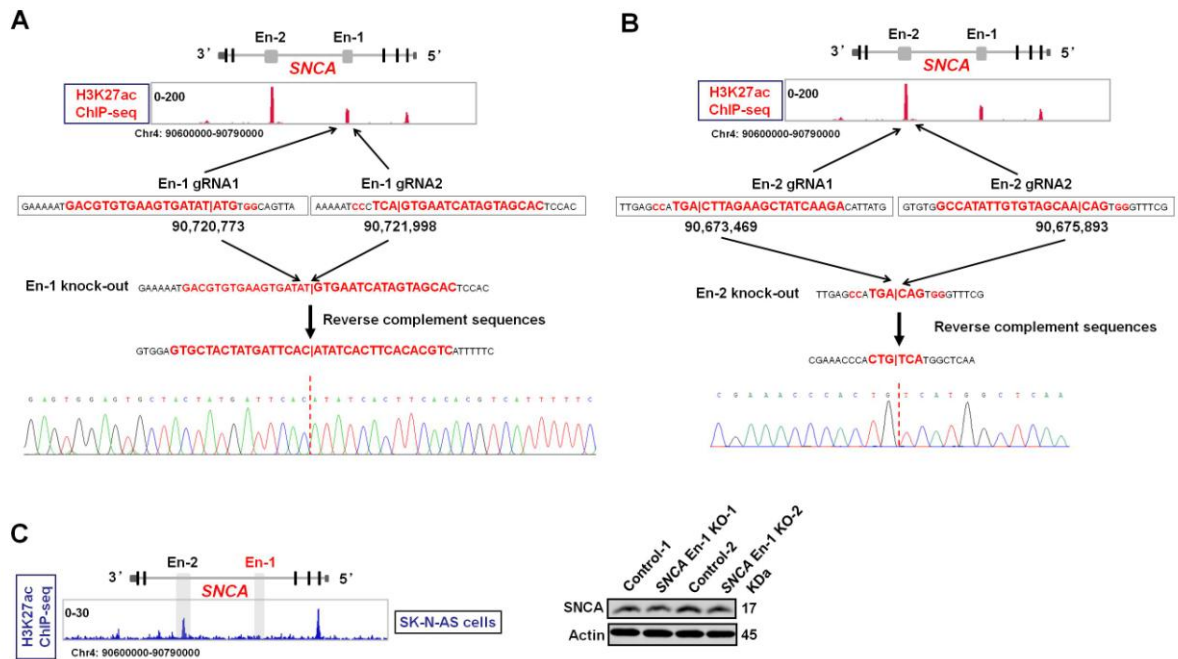 A
En-2 En-1
3' 5'
SNCA
H3K27ac
ChIP-seq
0-200
Chr4: 90600000-90790000
En-1 gRNA1 En-1 gRNA2
GAAAAATGACGTGTGAAGTGATAT|ATGTGGCAGTTA AAAAATCCCTCA|GTGAATCATAGTAGCACTCCAC
90,720,773 90,721,998
En-1 knock-out GAAAAATGACGTGTGAAGTGATAT|GTGAATCATAGTAGCACTCCAC
Reverse complement sequences
GTGGAGTGCTACTATGATTCAC|ATATCACTTCACACGTCATTTTTC
GAGTGGAGTGCTACTATGATTCACATATCACTTCACACGTCATTTTTC
B
En-2 En-1
3' 5'
SNCA
H3K27ac
ChIP-seq
0-200
Chr4: 90600000-90790000
En-2 gRNA1 En-2 gRNA2
TTGAGCCATGA|CTTAGAAGCTATCAAGACATTATG GTGTGGCCATATTGTGTAGCAA|CAGTGGGTTTCG
90,673,469 90,675,893
En-2 knock-out TTGAGCCATGA|CAGTGGGTTTCG
Reverse complement sequences
CGAAACCCACTG|TCATGGCTCAA
CGAAACCCACTGTCATGGCTCAA
C
En-2 En-1
3' 5'
SNCA
H3K27ac
ChIP-seq
0-30
SK-N-AS cells
Chr4: 90600000-90790000
Control-1
SNCA En-1 KO-1
Control-2
SNCA En-1 KO-2
KDa
SNCA 17
Actin 45